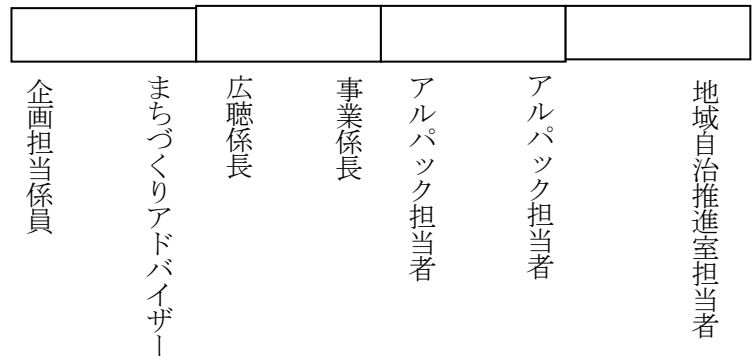 地域自治推進室担当者
アルパック担当者
アルパック担当者
事業係長
広聴係長
まちづくりアドバイザー
企画担当係員